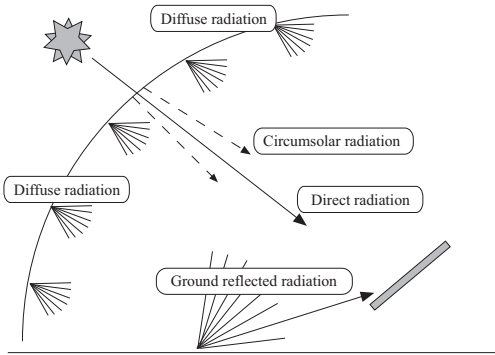 Diffuse radiation
Circumsolar radiation
Diffuse radiation
Direct radiation
Ground reflected radiation